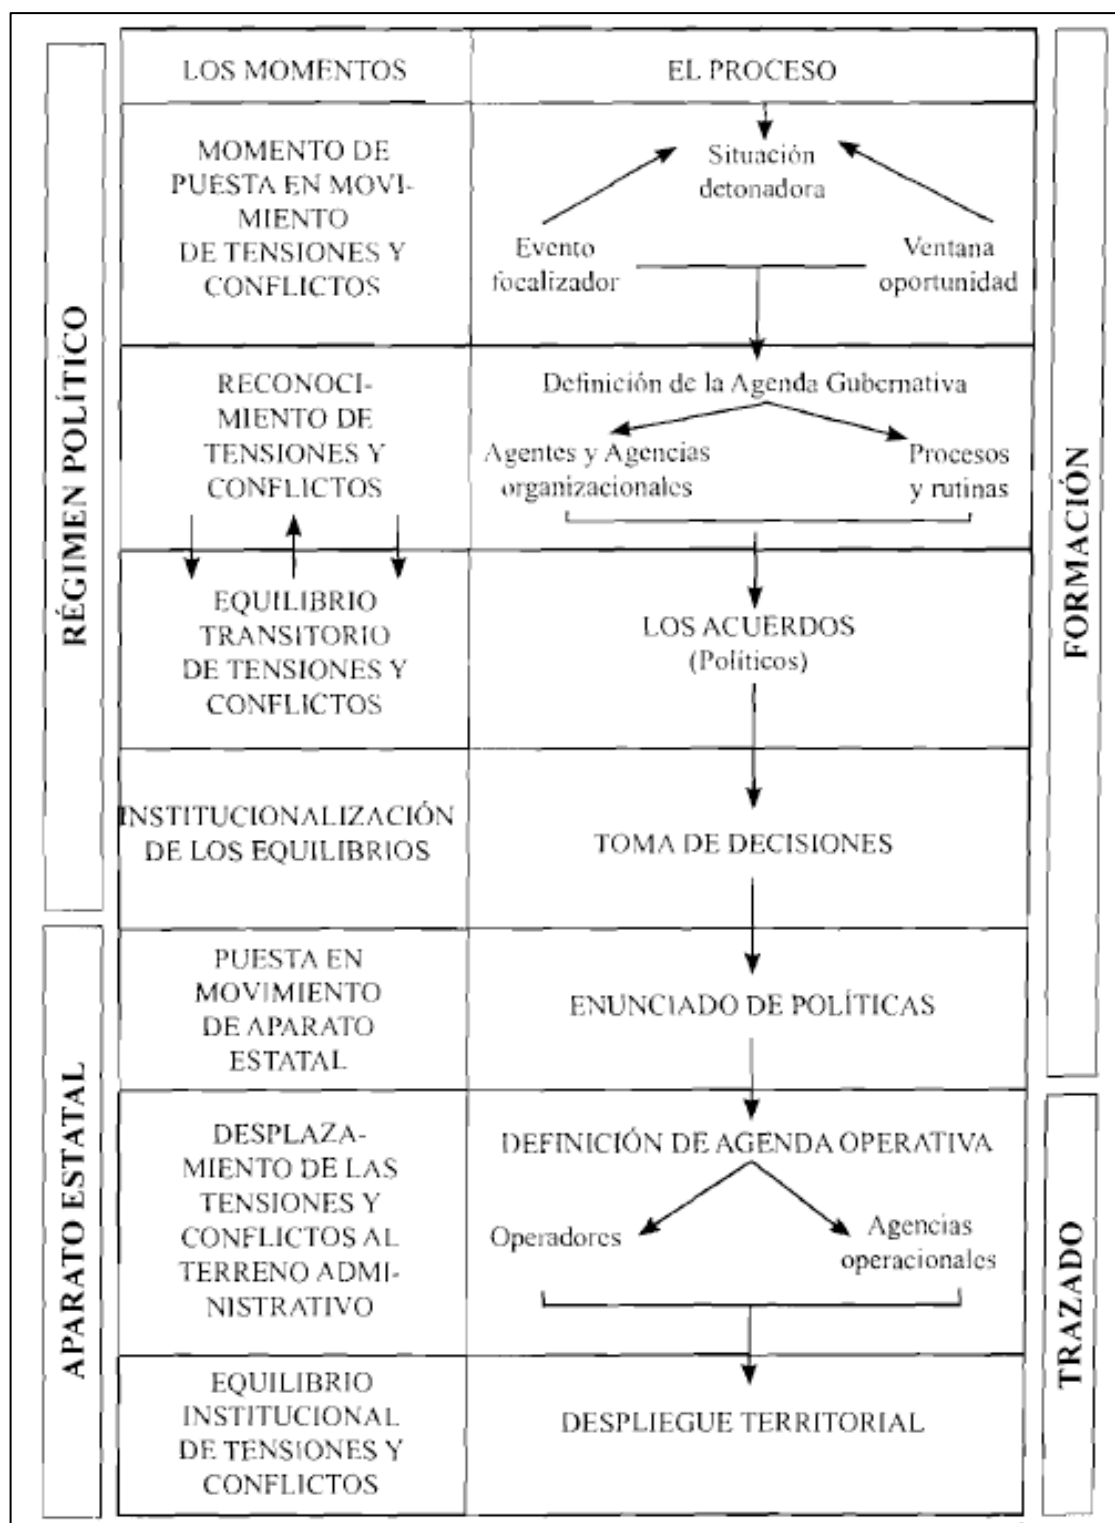 LOS MOMENTOS
EL PROCESO
MOMENTO DE
PUESTA EN MOVI-
MIENTO
DE TENSIONES Y
CONFLICTOS
Situación
detonadora
Evento
focalizador
Ventana
oportunidad
RECONOCI-
MIENTO DE
TENSIONES Y
CONFLICTOS
Definición de la Agenda Gubernativa
Agentes y Agencias
organizacionales
Procesos
y rutinas
EQUILIBRIO
TRANSITORIO
DE TENSIONES Y
CONFLICTOS
LOS ACUERDOS
(Políticos)
INSTITUCIONALIZACIÓN
DE LOS EQUILIBRIOS
TOMA DE DECISIONES
PUESTA EN
MOVIMIENTO
DE APARATO
ESTATAL
ENUNCIADO DE POLÍTICAS
DESPLAZA-
MIENTO DE LAS
TENSIONES Y
CONFLICTOS AL
TERRENO ADMI-
NISTRATIVO
DEFINICIÓN DE AGENDA OPERATIVA
Operadores
Agencias
operacionales
EQUILIBRIO
INSTITUCIONAL
DE TENSIONES Y
CONFLICTOS
DESPLIEGUE TERRITORIAL
RÉGIMEN POLÍTICO
APARATO ESTATAL
FORMACIÓN
TRAZADO